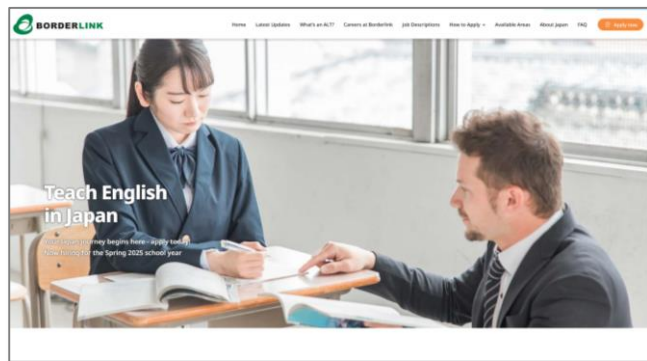 BORDERLINK
Home Latest Updates What's an ALT? Careers at Borderlink Job Descriptions How to Apply Available Areas About Japan FAQ Apply now
Teach English
in Japan
journey begins here - apply today
Now hiring for the Spring 2025 school year